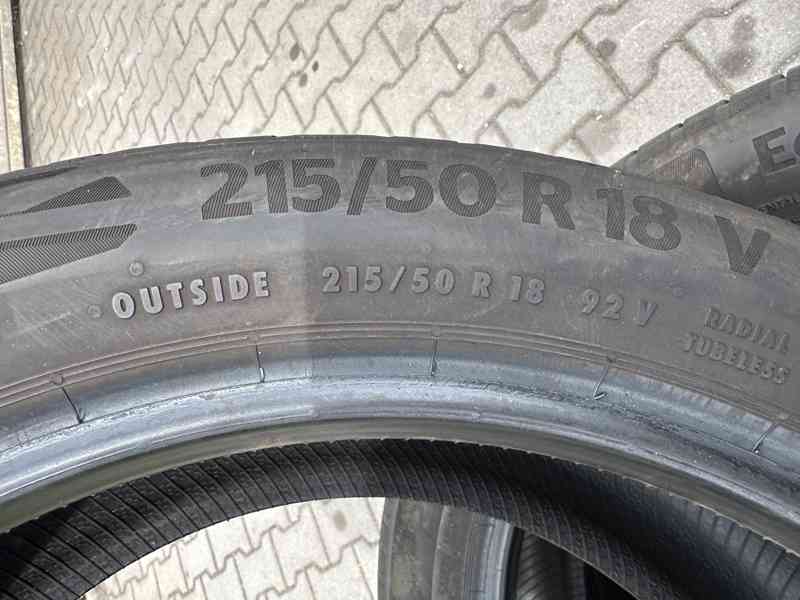 215/50 R 18 V
OUTSIDE 215/50 R 18 92 V
RADIAL
TUBELESS